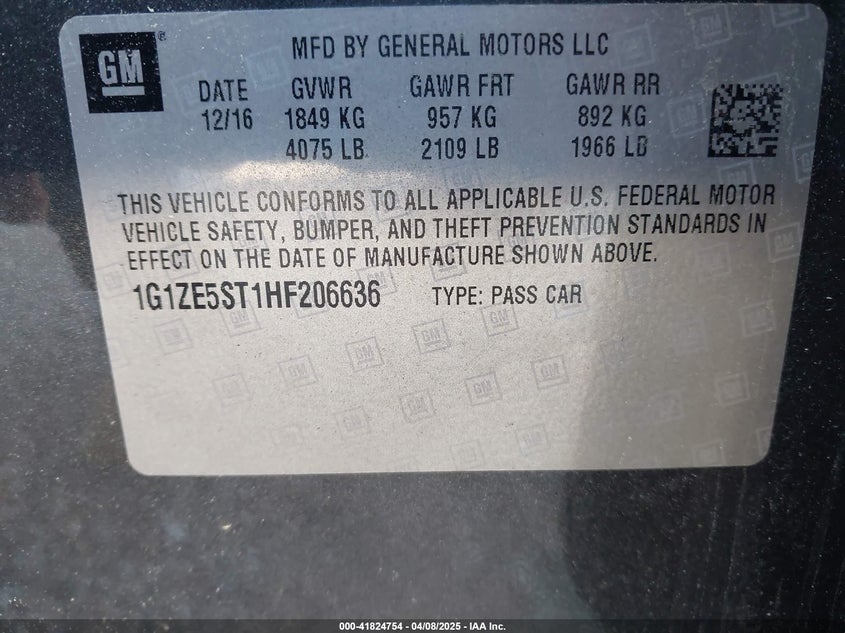 GM ®
MFD BY GENERAL MOTORS LLC
DATE GVWR GAWR FRT GAWR RR
12/16 1849 KG 957 KG 892 KG
4075 LB 2109 LB 1966 LB
THIS VEHICLE CONFORMS TO ALL APPLICABLE U.S. FEDERAL MOTOR
VEHICLE SAFETY, BUMPER, AND THEFT PREVENTION STANDARDS IN
EFFECT ON THE DATE OF MANUFACTURE SHOWN ABOVE.
1G1ZE5ST1HF206636 TYPE: PASS CAR
000-41824754 - 04/08/2025 - IAA Inc.